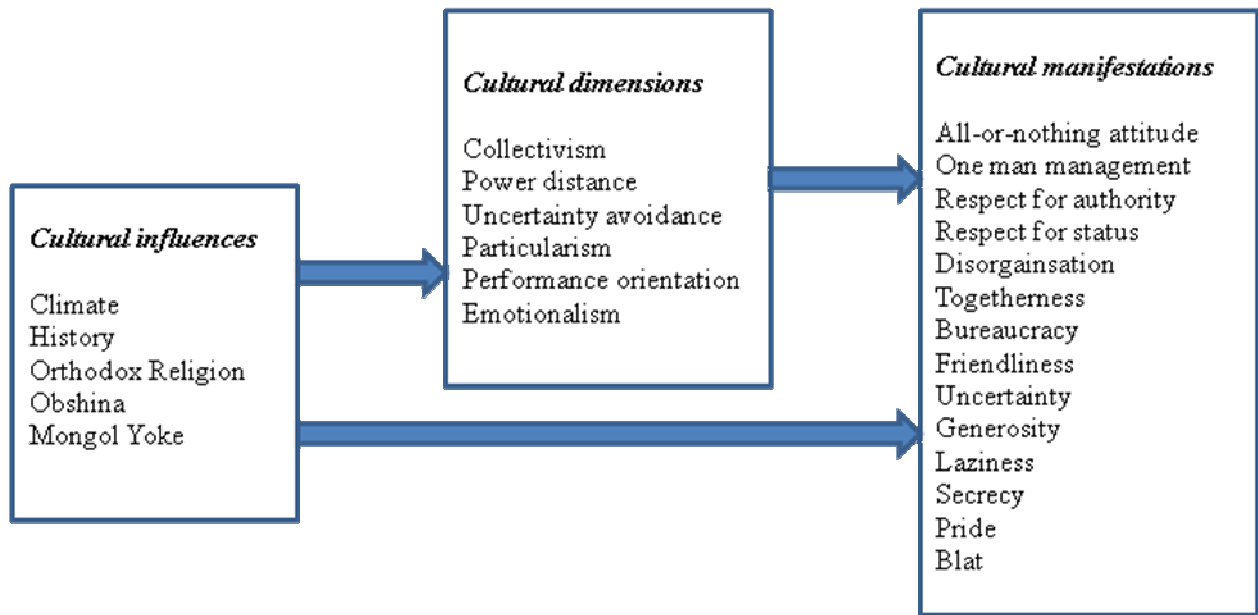 Cultural influences
Climate
History
Orthodox Religion
Obshina
Mongol Yoke
Cultural dimensions
Collectivism
Power distance
Uncertainty avoidance
Particularism
Performance orientation
Emotionalism
Cultural manifestations
All-or-nothing attitude
One man management
Respect for authority
Respect for status
Disorgainsation
Togetherness
Bureaucracy
Friendliness
Uncertainty
Generosity
Laziness
Secrecy
Pride
Blat